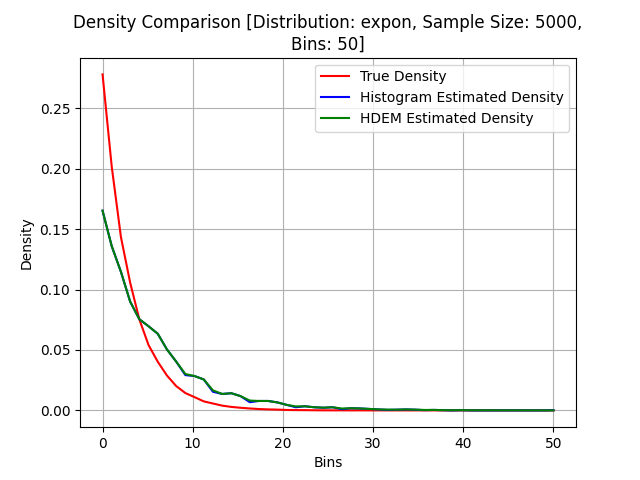 Density Comparison [Distribution: expon, Sample Size: 5000,
Bins: 50]
True Density
Histogram Estimated Density
HDEM Estimated Density
Density
0.25
0.20
0.15
0.10
0.05
0.00
0 10 20 30 40 50
Bins